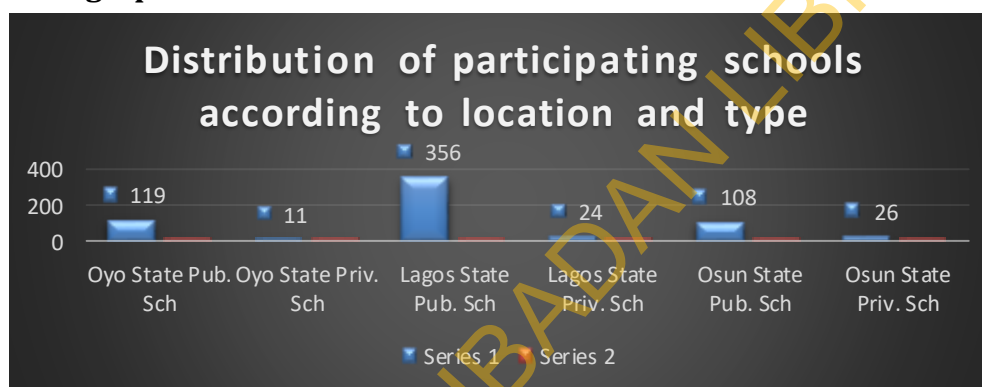 Distribution of participating schools
according to location and type
400
200
0
119
11
356
24
108
26
Oyo State Pub. Sch
Oyo State Priv. Sch
Lagos State Pub. Sch
Lagos State Priv. Sch
Osun State Pub. Sch
Osun State Priv. Sch
Series 1 Series 2
BADAN LIB